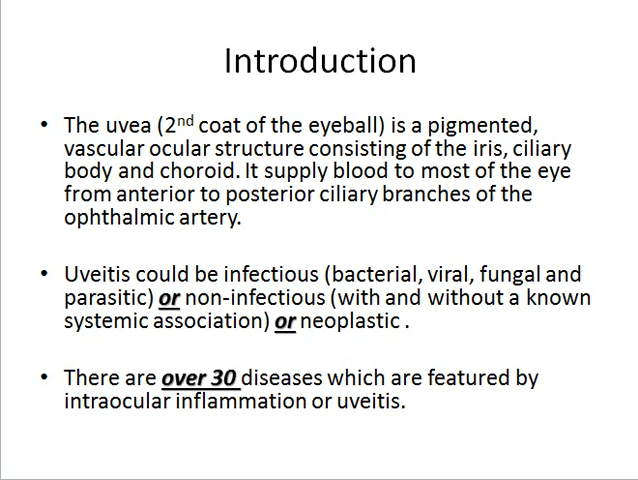 Introduction
• The uvea (2nd coat of the eyeball) is a pigmented,
vascular ocular structure consisting of the iris, ciliary
body and choroid. It supply blood to most of the eye
from anterior to posterior ciliary branches of the
ophthalmic artery.
• Uveitis could be infectious (bacterial, viral, fungal and
parasitic) or non-infectious (with and without a known
systemic association) or neoplastic .
• There are over 30 diseases which are featured by
intraocular inflammation or uveitis.